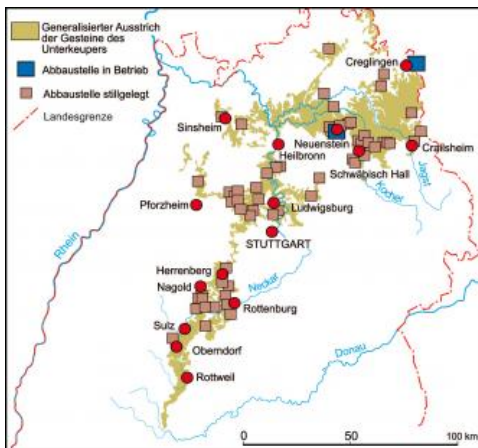 Generalisierter Ausstrich
der Gesteine des
Unterkeupers
Abbaustelle in Betrieb
Abbaustelle stillgelegt
Landesgrenze
Creglingen
Sinsheim
Neuenstein
Heilbronn
Crailsheim
Schwäbisch Hall
Kocher
Jagst
Pforzheim
Ludwigsburg
STUTTGART
Rhein
Herrenberg
Nagold
Neckar
Rottenburg
Sulz
Oberndorf
Donau
Rottweil
0 50 100 km